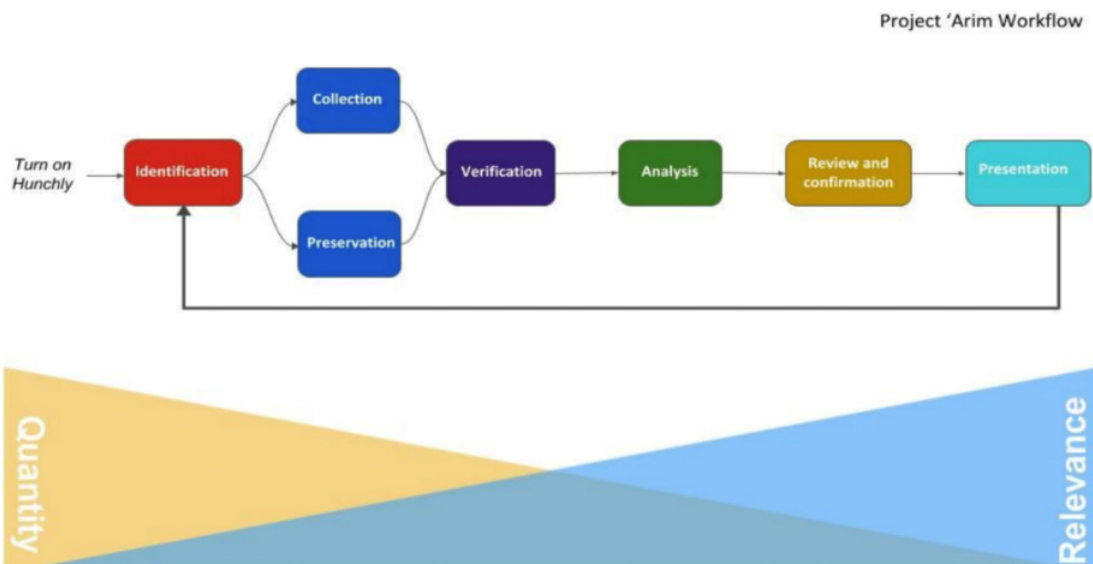 Project ‘Arim Workflow
Collection
Turn on
Hunchly
Identification
Verification
Analysis
Review and
confirmation
Presentation
Preservation
Quantity
Relevance